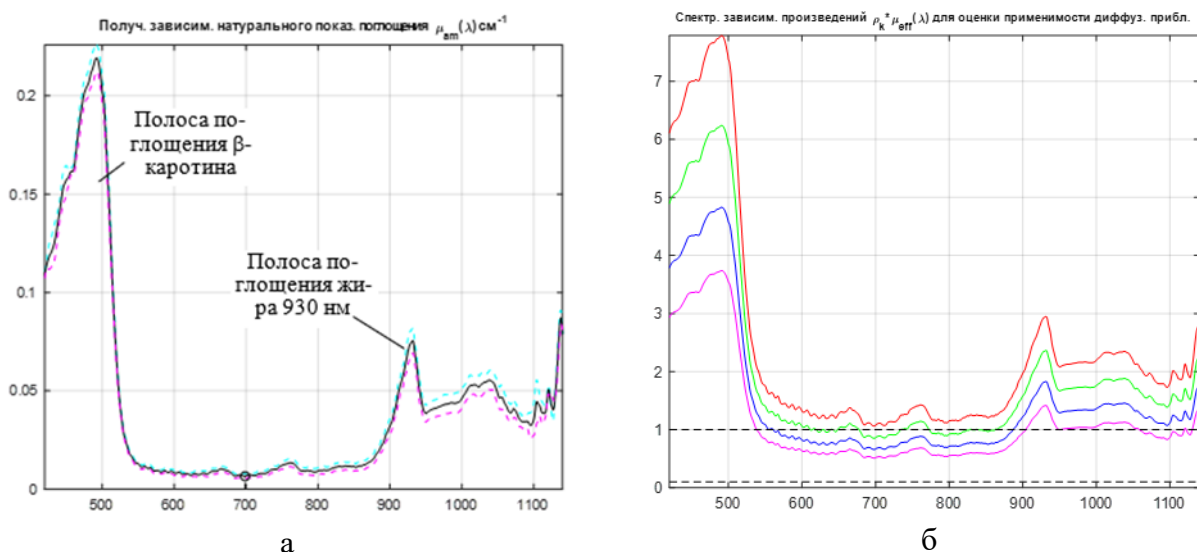 Получ. зависим. натурального показ. поглощения μam(λ) см-1
0.2
0.15
0.1
0.05
0
500
600
700
800
900
1000
1100
Полоса по-
глощения β-
каротина
Полоса по-
глощения жи-
ра 930 нм
а
Спектр. зависим. произведений ρk*μeff(λ) для оценки применимости диффуз. прибл.
7
6
5
4
3
2
1
0
500
600
700
800
900
1000
1100
б